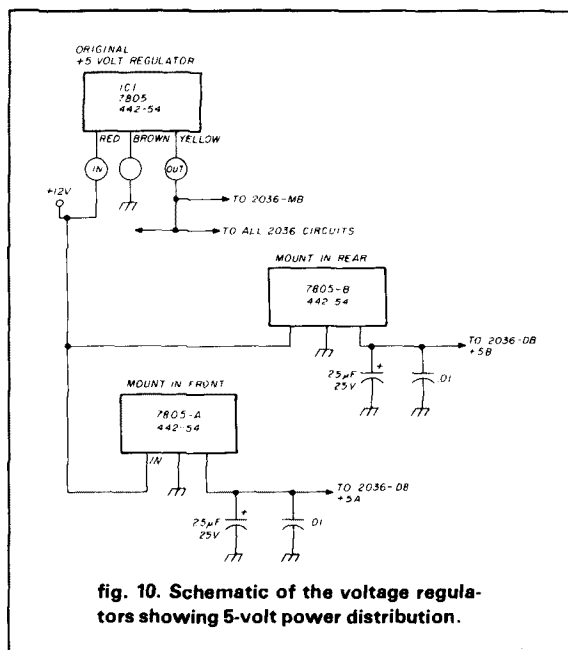 ORIGINAL
+5 VOLT REGULATOR
IC1
7805
442-54
RED
BROWN
YELLOW
IN
OUT
+12V
TO 2036-MB
TO ALL 2036 CIRCUITS
MOUNT IN REAR
7805-B
442-54
TO 2036-DB
+5B
25µF
25V
+
.01
MOUNT IN FRONT
7805-A
442-54
IN
TO 2036-DB
+5A
25µF
25V
+
.01
fig. 10. Schematic of the voltage regula-
tors showing 5-volt power distribution.